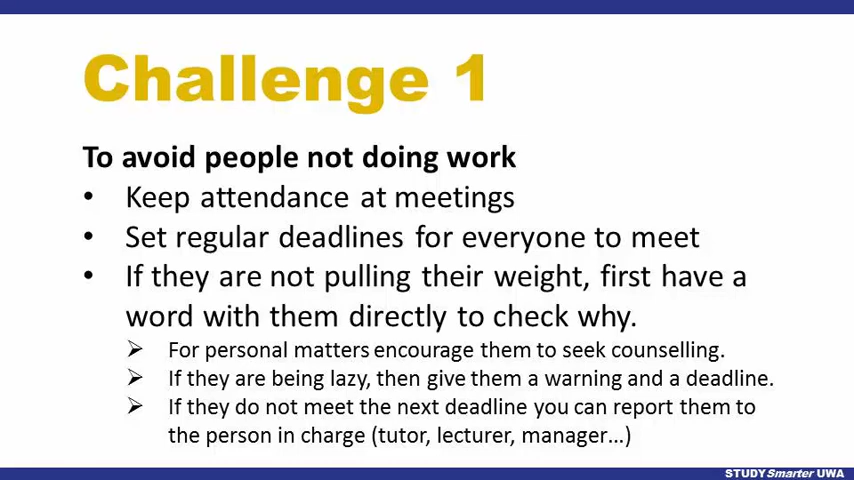 Challenge 1
To avoid people not doing work
• Keep attendance at meetings
• Set regular deadlines for everyone to meet
• If they are not pulling their weight, first have a
word with them directly to check why.
➢ For personal matters encourage them to seek counselling.
➢ If they are being lazy, then give them a warning and a deadline.
➢ If they do not meet the next deadline you can report them to
the person in charge (tutor, lecturer, manager…)
STUDYSmarter UWA